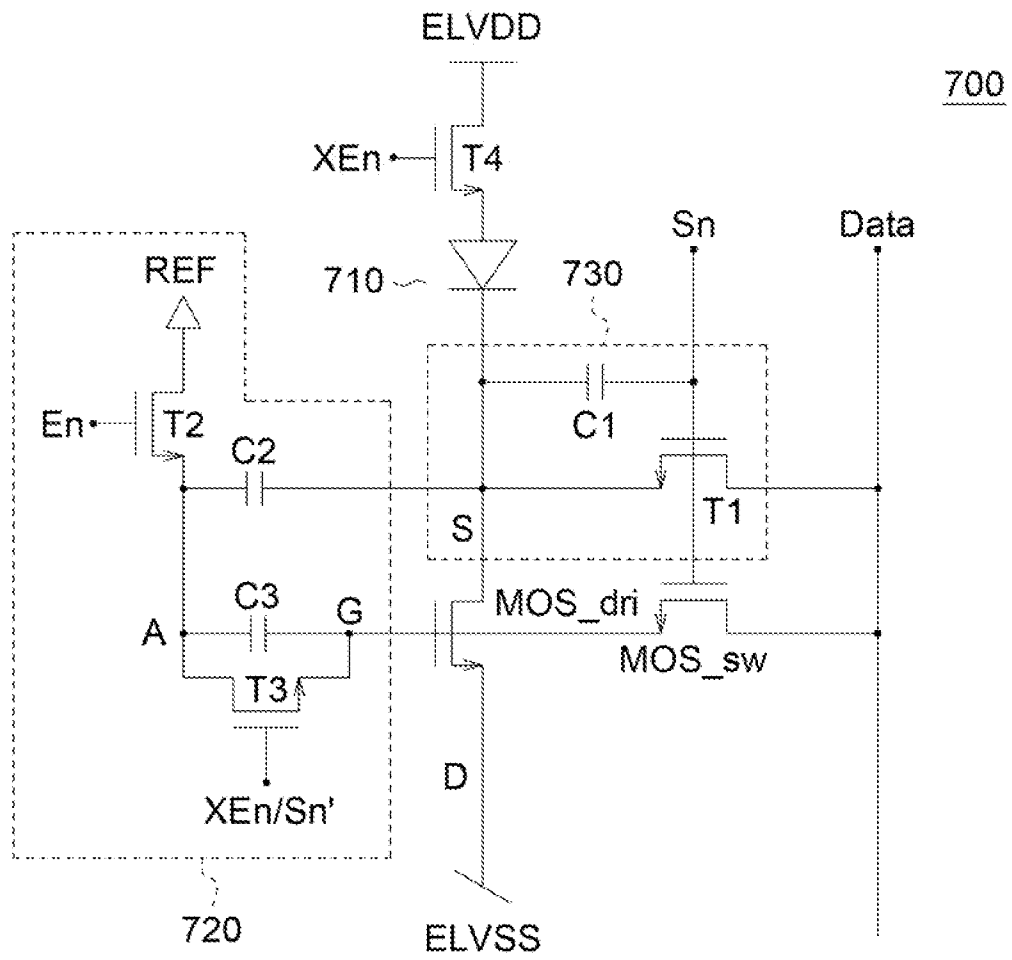 ELVDD
700
XEn
T4
Sn
Data
710
730
REF
En
T2
C2
C1
T1
S
C3
G
MOS_dri
A
MOS_sw
T3
D
XEn/Sn'
720
ELVSS